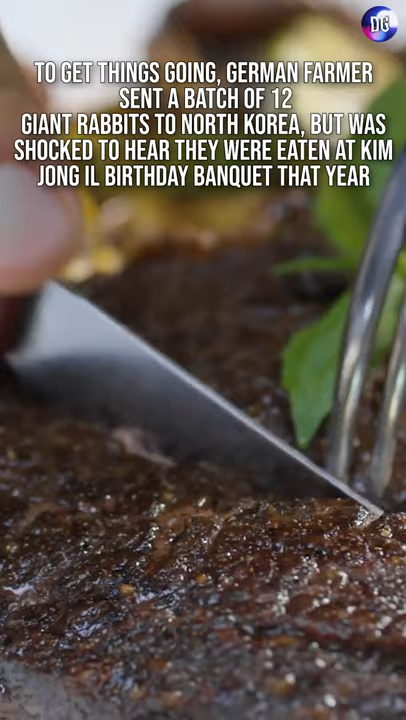 DG
TO GET THINGS GOING, GERMAN FARMER
SENT A BATCH OF 12
GIANT RABBITS TO NORTH KOREA, BUT WAS
SHOCKED TO HEAR THEY WERE EATEN AT KIM
JONG IL BIRTHDAY BANQUET THAT YEAR